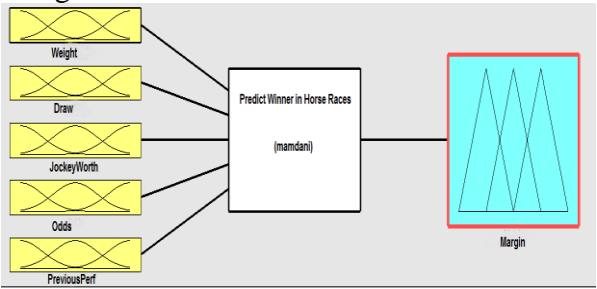 Weight
Draw
JockeyWorth
Odds
PreviousPerf
Predict Winner in Horse Races
(mamdani)
Margin